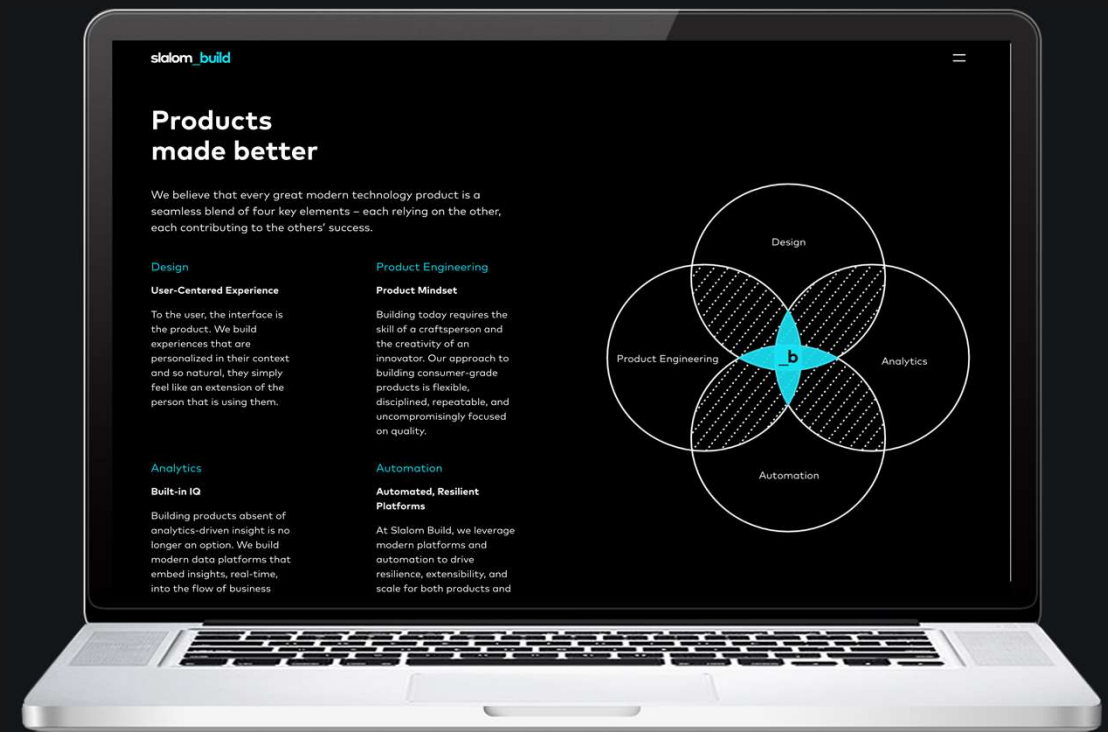 slalom_build
Products
made better
We believe that every great modern technology product is a
seamless blend of four key elements – each relying on the other,
each contributing to the others’ success.
Design
User-Centered Experience
To the user, the interface is
the product. We build
experiences that are
personalized in their context
and so natural, they simply
feel like an extension of the
person that is using them.
Product Engineering
Product Mindset
Building today requires the
skill of a craftsperson and
the creativity of an
innovator. Our approach to
building consumer-grade
products is flexible,
disciplined, repeatable, and
uncompromisingly focused
on quality.
Analytics
Built-in IQ
Building products absent of
analytics-driven insight is no
longer an option. We build
modern data platforms that
embed insights, real-time,
into the flow of business
Automation
Automated, Resilient
Platforms
At Slalom Build, we leverage
modern platforms and
automation to drive
resilience, extensibility, and
scale for both products and
Design
Product Engineering
_b
Analytics
Automation